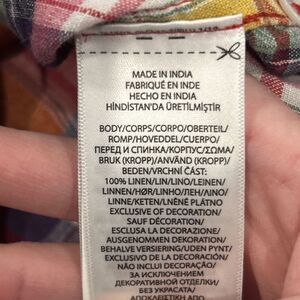 MADE IN INDIA
FABRIQUÉ EN INDE
HECHO EN INDIA
HİNDİSTAN'DA ÜRETİLMİŞTİR
BODY/CORPS/CORPO/OBERTEIL/
ROMP/HOVEDDEL/CUERPO/
ПЕРЕД И СПИНКА/КОРПУС/ΣΩΜΑ/
BRUK (KROPP)/ANVÄND (KROPP)/
BEDEN/VRCHNÍ ČÁST:
100% LINEN/LIN/LINO/LEINEN/
LINNEN/HØR/LINHO/ЛЕН/ΛΙΝΟ/
LINNE/KETEN/LNĚNÉ PLÁTNO
EXCLUSIVE OF DECORATION/
SAUF DÉCORATION/
ESCLUSA LA DECORAZIONE/
AUSGENOMMEN DEKORATION/
BEHALVE VERSIERING/UDEN PYNT/
EXCLUSIVO DE LA DECORACIÓN/
NÃO INCLUI DECORAÇÃO/
ЗА ИСКЛЮЧЕНИЕМ
ДЕКОРАТИВНОЙ ОТДЕЛКИ/
БЕЗ УКРАСАТА/
ΑΠΟΚΛΕΙΣΤΙΚΗ ΑΠΟ